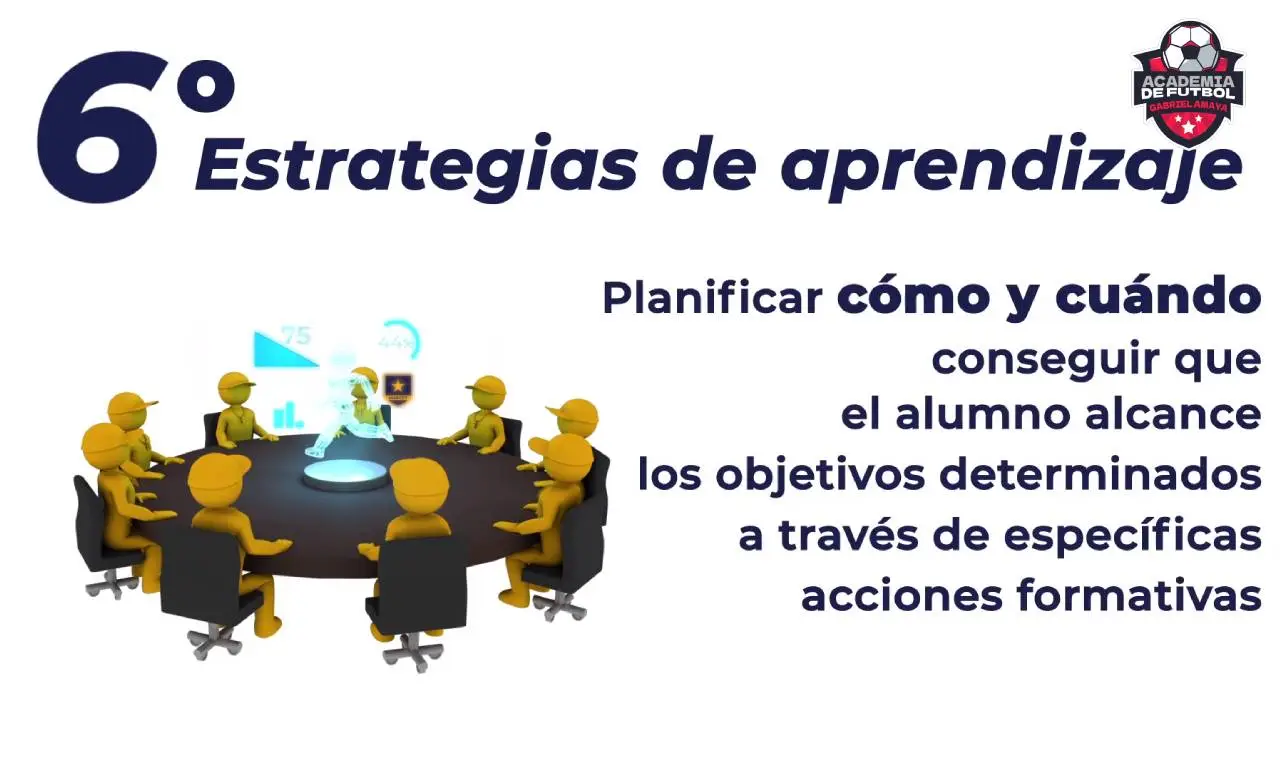 6º
Estrategias de aprendizaje
ACADEMIA
DE FUTBOL
GABRIEL AMAYA
Planificar cómo y cuándo
conseguir que
el alumno alcance
los objetivos determinados
a través de específicas
acciones formativas
75
44%